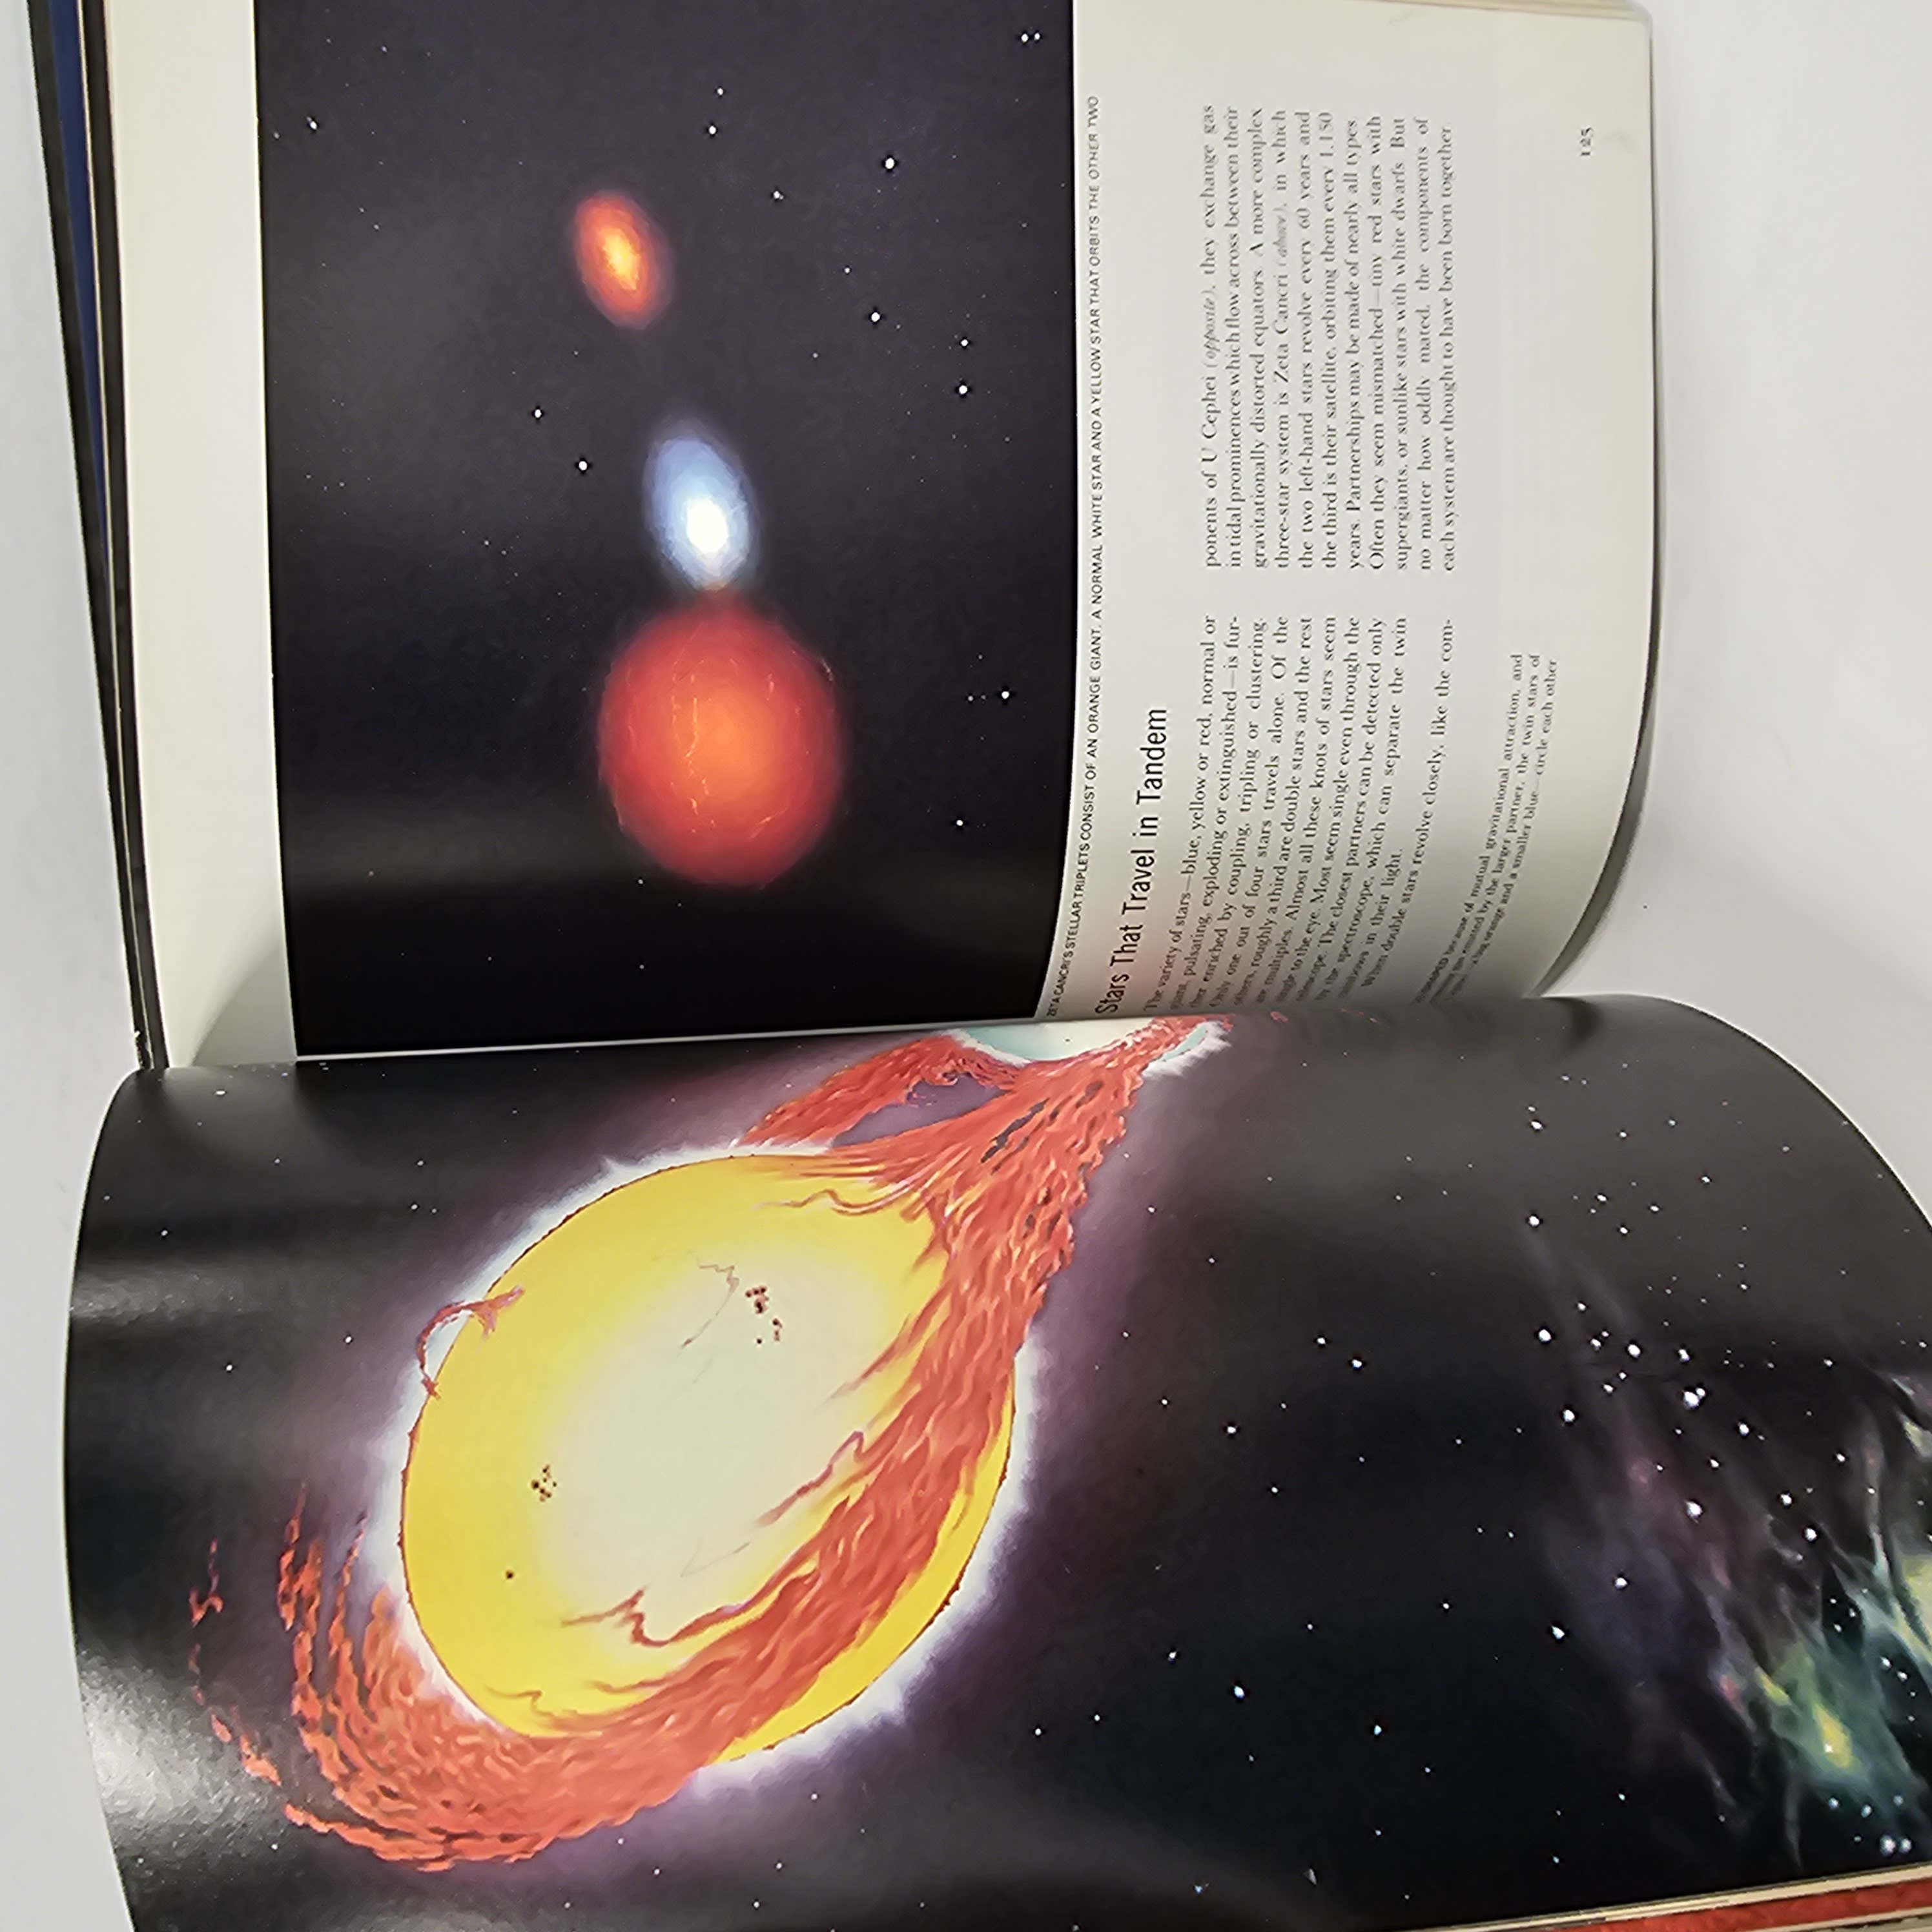 ZETA CANCRI'S STELLAR TRIPLETS CONSIST OF AN ORANGE GIANT, A NORMAL WHITE STAR AND A YELLOW STAR THAT ORBITS THE OTHER TWO
Stars That Travel in Tandem
The variety of stars—blue, yellow or red, normal or
giant, pulsating, exploding or extinguished—is fur-
ther enriched by coupling, tripling or clustering.
Only one out of four stars travels alone. Of the
others, roughly a third are double stars and the rest
are multiples. Almost all these knots of stars seem
single to the eye. Most seem single even through the
telescope. The closest partners can be detected only
by the spectroscope, which can separate the twin
rainbows in their light.
When double stars revolve closely, like the com-
ponents of U Cephei (opposite), they exchange gas
in tidal prominences which flow across between their
gravitationally distorted equators. A more complex
three-star system is Zeta Cancri (above), in which
the two left-hand stars revolve every 60 years and
the third is their satellite, orbiting them every 1,150
years. Partnerships may be made of nearly all types.
Often they seem mismatched—tiny red stars with
supergiants, or sunlike stars with white dwarfs. But
no matter how oddly mated, the components of
each system are thought to have been born together.
because of mutual gravitational attraction, and
gas emitted by the larger partner, the twin stars of
a big orange and a smaller blue—circle each other
125